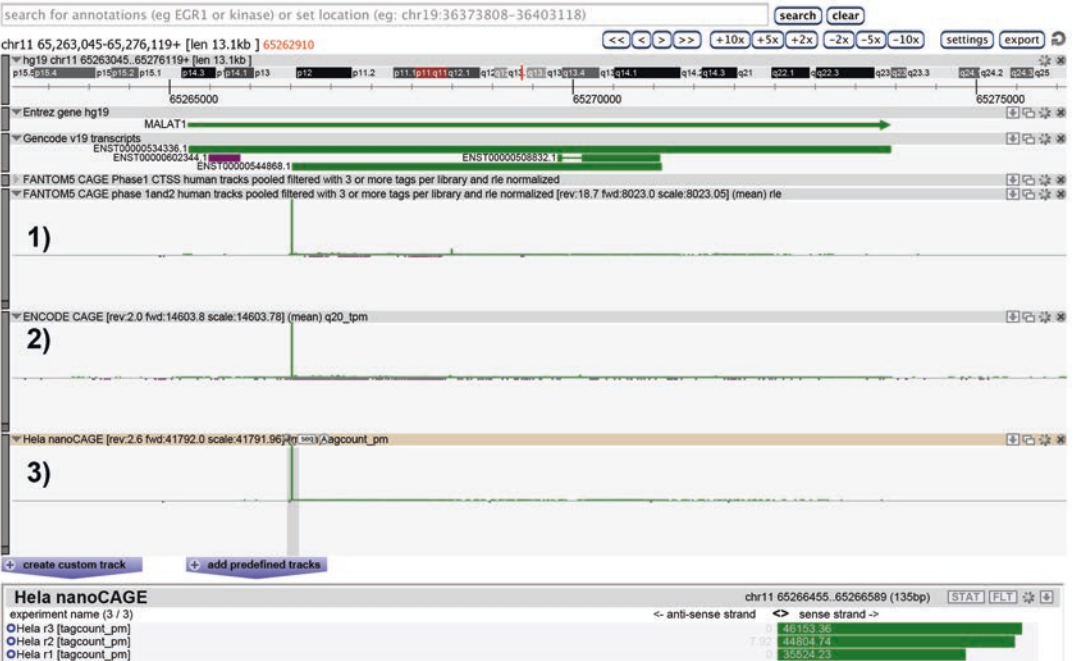 search for annotations (eg EGR1 or kinase) or set location (eg: chr19:36373808-36403118) search clear
chr11 65,263,045-65,276,119+ [len 13.1kb ] 65262910 << < > >> +10x +5x +2x -2x -5x -10x settings export
hg19 chr11 65263045..65276119+ [len 13.1kb ]
p15.4 p15.2 p15.1 p14.3 p14.1 p13 p12 p11.2 p11.1 q11 q12.1 q13.4 q14.1 q14.2 q14.3 q21 q22.1 q22.3 q23.3 q24.2 q25
65265000 65270000 65275000
Entrez gene hg19
MALAT1
Gencode v19 transcripts
ENST00000534336.1
ENST00000602344.1 ENST00000508832.1
ENST00000544868.1
FANTOM5 CAGE Phase1 CTSS human tracks pooled filtered with 3 or more tags per library and rle normalized
FANTOM5 CAGE phase 1and2 human tracks pooled filtered with 3 or more tags per library and rle normalized [rev:18.7 fwd:8023.0 scale:8023.05] (mean) rle
1)
ENCODE CAGE [rev:2.0 fwd:14603.8 scale:14603.78] (mean) q20_tpm
2)
Hela nanoCAGE [rev:2.6 fwd:41792.0 scale:41791.96] seq tagcount_pm
3)
create custom track add predefined tracks
Hela nanoCAGE chr11 65266455..65266589 (135bp) STAT FLT
experiment name (3 / 3) <- anti-sense strand <> sense strand ->
Hela r3 [tagcount_pm] 0 46153.36
Hela r2 [tagcount_pm] 7.92 44804.74
Hela r1 [tagcount_pm] 0 35524.23